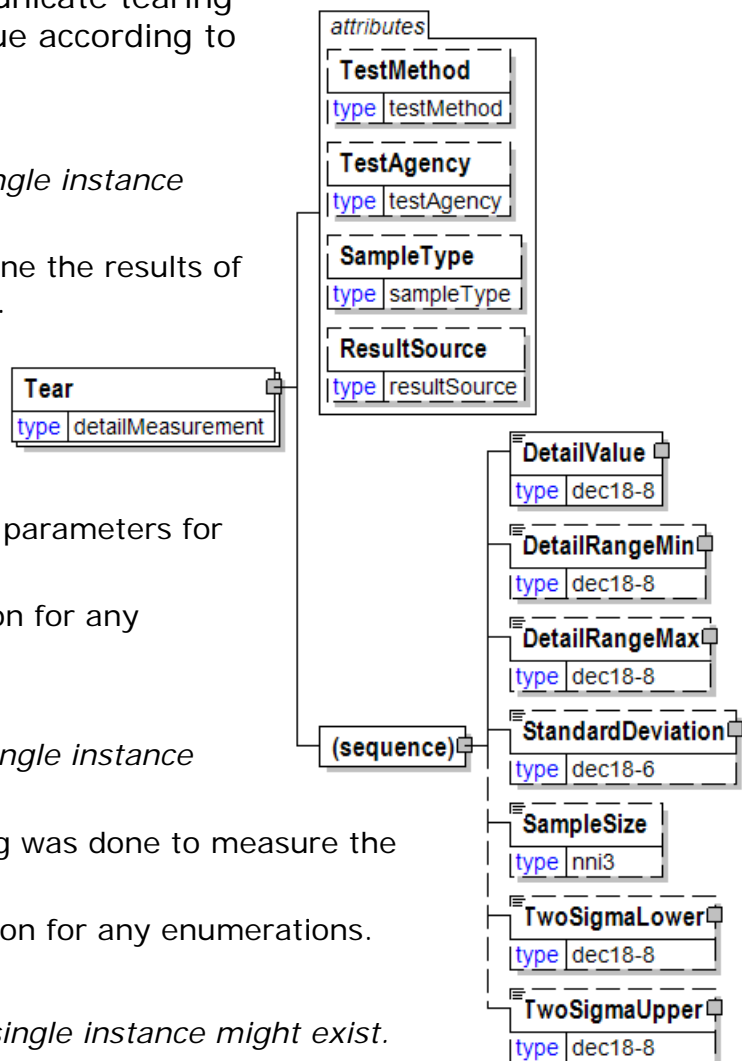 unicate tearing
ue according to
ngle instance
ne the results of
.
parameters for
on for any
ngle instance
g was done to measure the
on for any enumerations.
single instance might exist.
Tear
type detailMeasurement
attributes
TestMethod
type testMethod
TestAgency
type testAgency
SampleType
type sampleType
ResultSource
type resultSource
(sequence)
DetailValue
type dec18-8
DetailRangeMin
type dec18-8
DetailRangeMax
type dec18-8
StandardDeviation
type dec18-6
SampleSize
type nni3
TwoSigmaLower
type dec18-8
TwoSigmaUpper
type dec18-8